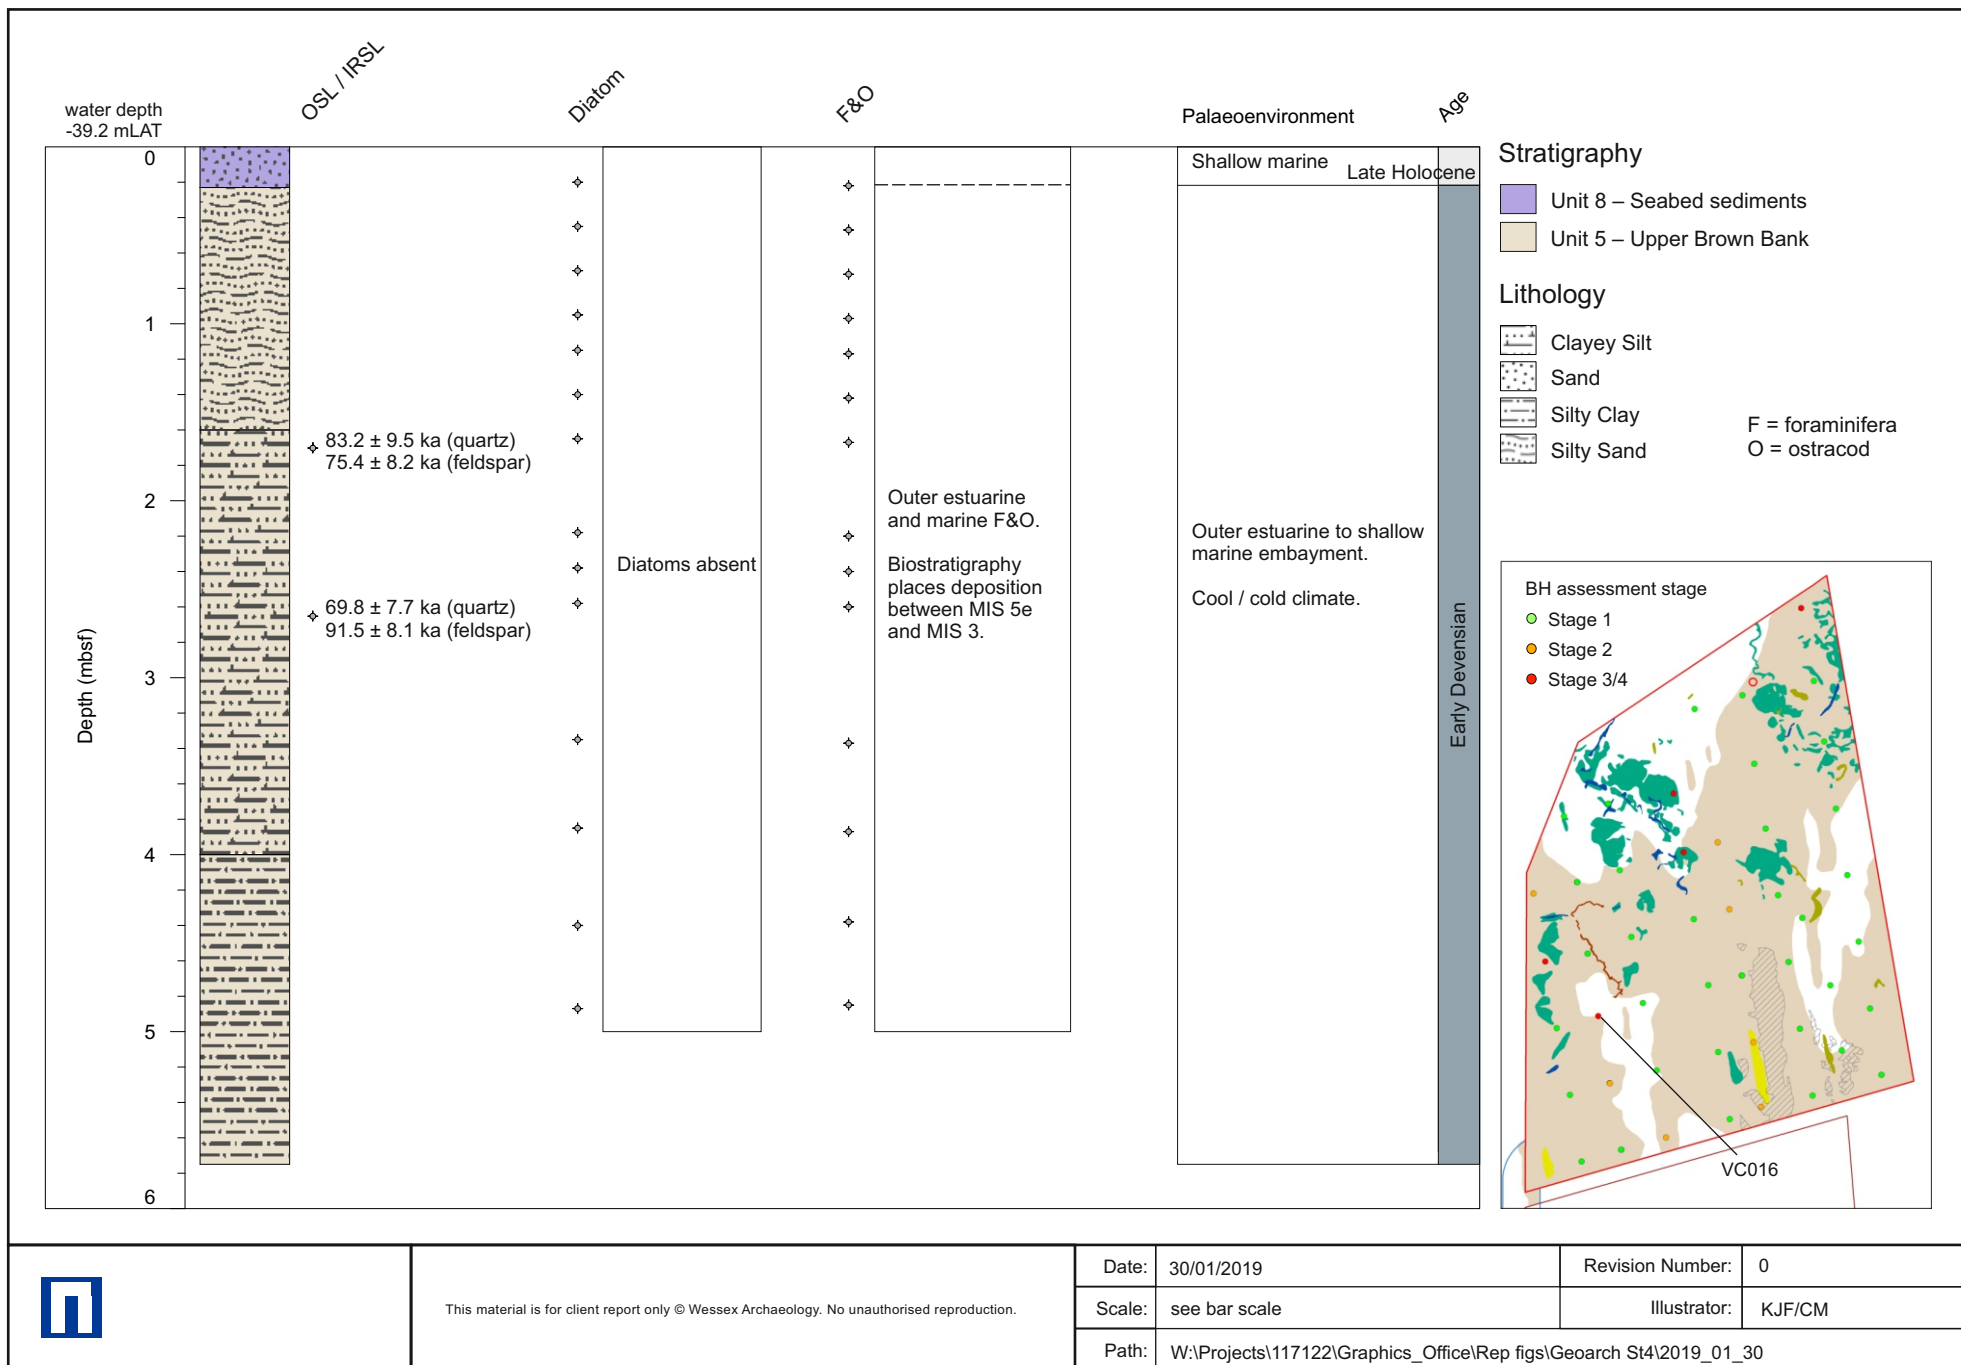 water depth
-39.2 mLAT
OSL / IRSL
Diatom
F&O
Palaeoenvironment
Age
0
1
2
3
4
5
6
Depth (mbsf)
83.2 ± 9.5 ka (quartz)
75.4 ± 8.2 ka (feldspar)
69.8 ± 7.7 ka (quartz)
91.5 ± 8.1 ka (feldspar)
Diatoms absent
Outer estuarine
and marine F&O.
Biostratigraphy
places deposition
between MIS 5e
and MIS 3.
Shallow marine
Late Holocene
Outer estuarine to shallow
marine embayment.
Cool / cold climate.
Early Devensian
Stratigraphy
Unit 8 – Seabed sediments
Unit 5 – Upper Brown Bank
Lithology
Clayey Silt
Sand
Silty Clay
Silty Sand
F = foraminifera
O = ostracod
BH assessment stage
Stage 1
Stage 2
Stage 3/4
VC016
This material is for client report only © Wessex Archaeology. No unauthorised reproduction.
Date: 30/01/2019
Revision Number: 0
Scale: see bar scale
Illustrator: KJF/CM
Path: W:\Projects\117122\Graphics_Office\Rep figs\Geoarch St4\2019_01_30